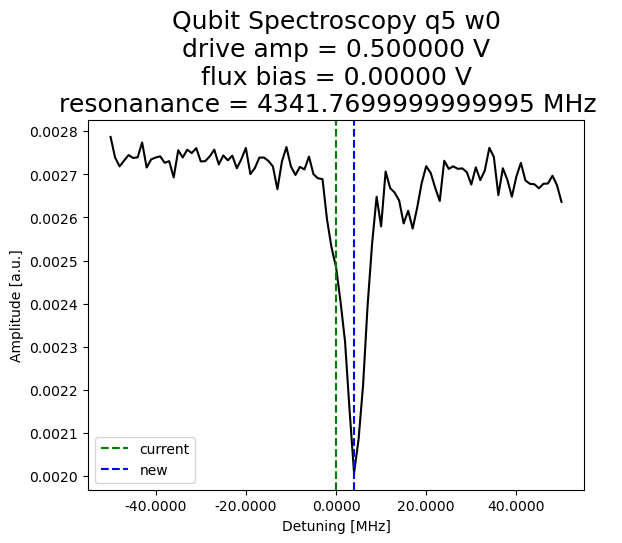 Qubit Spectroscopy q5 w0
drive amp = 0.500000 V
flux bias = 0.00000 V
resonanance = 4341.7699999999995 MHz
0.0028
0.0027
0.0026
0.0025
0.0024
0.0023
0.0022
0.0021
0.0020
Amplitude [a.u.]
current
new
-40.0000 -20.0000 0.0000 20.0000 40.0000
Detuning [MHz]